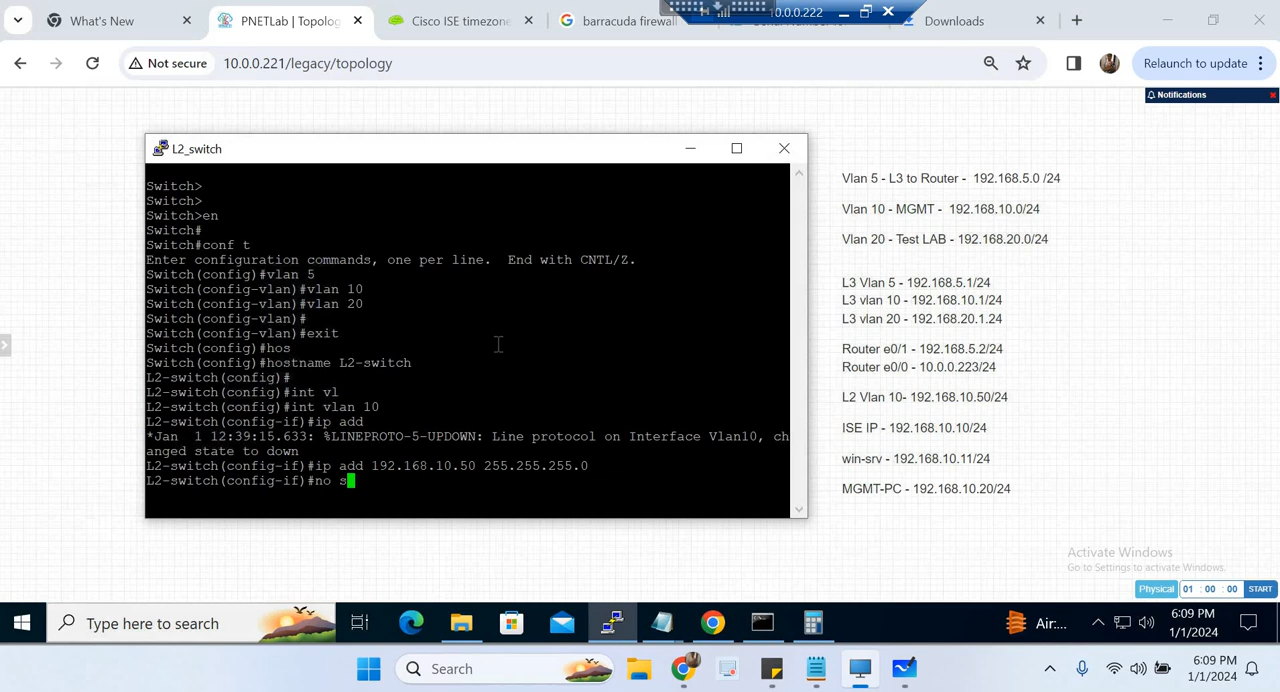 What's New
PNETLab | Topolog
Cisco ISE timezone
barracuda firewal
10.0.0.222
Downloads
Not secure
10.0.0.221/legacy/topology
Relaunch to update
Notifications
L2_switch
Switch>
Switch>
Switch>en
Switch#
Switch#conf t
Enter configuration commands, one per line.  End with CNTL/Z.
Switch(config)#vlan 5
Switch(config-vlan)#vlan 10
Switch(config-vlan)#vlan 20
Switch(config-vlan)#
Switch(config-vlan)#exit
Switch(config)#hos
Switch(config)#hostname L2-switch
L2-switch(config)#
L2-switch(config)#int vl
L2-switch(config)#int vlan 10
L2-switch(config-if)#ip add
*Jan  1 12:39:15.633: %LINEPROTO-5-UPDOWN: Line protocol on Interface Vlan10, ch
anged state to down
L2-switch(config-if)#ip add 192.168.10.50 255.255.255.0
L2-switch(config-if)#no s
Vlan 5 - L3 to Router -  192.168.5.0 /24
Vlan 10 - MGMT -  192.168.10.0/24
Vlan 20 - Test LAB - 192.168.20.0/24
L3 Vlan 5 - 192.168.5.1/24
L3 vlan 10 - 192.168.10.1/24
L3 vlan 20 - 192.168.20.1.24
Router e0/1 - 192.168.5.2/24
Router e0/0 - 10.0.0.223/24
L2 Vlan 10- 192.168.10.50/24
ISE IP - 192.168.10.10/24
win-srv - 192.168.10.11/24
MGMT-PC - 192.168.10.20/24
Activate Windows
Go to Settings to activate Windows.
Physical
01 : 00 : 00
START
Type here to search
Air:...
6:09 PM
1/1/2024
Search
6:09 PM
1/1/2024